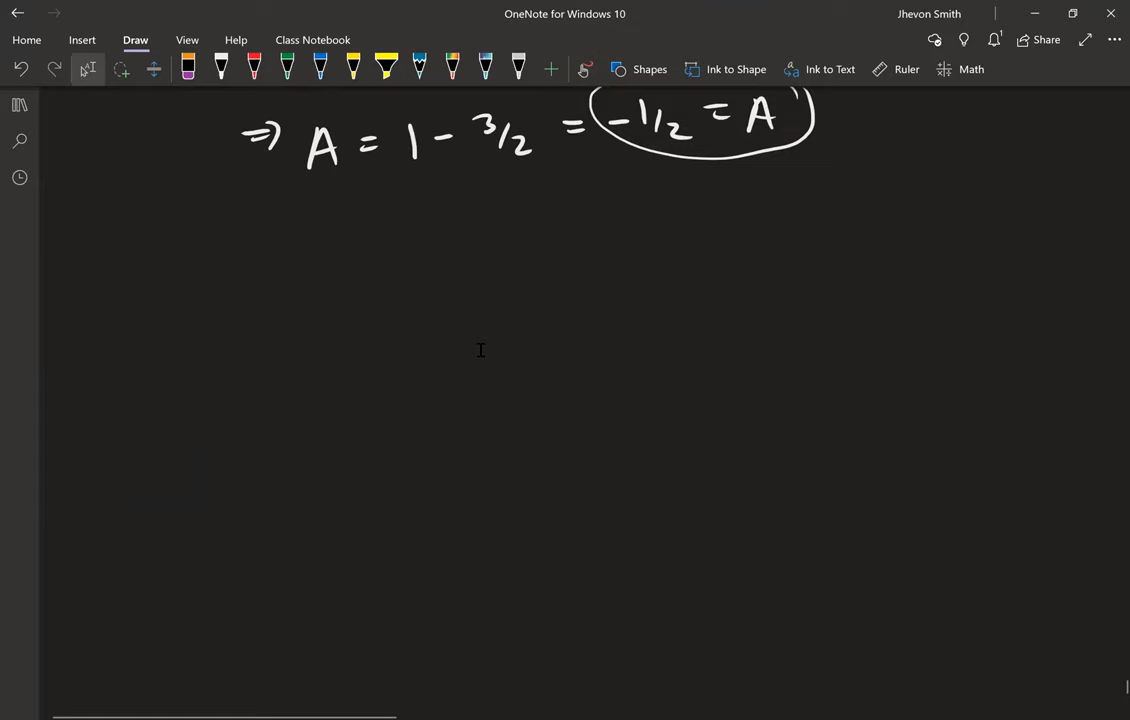 OneNote for Windows 10
Jhevon Smith
Home Insert Draw View Help Class Notebook
Share
Shapes Ink to Shape Ink to Text Ruler Math
⇒ A = 1 - 3/2 = -1/2 = A